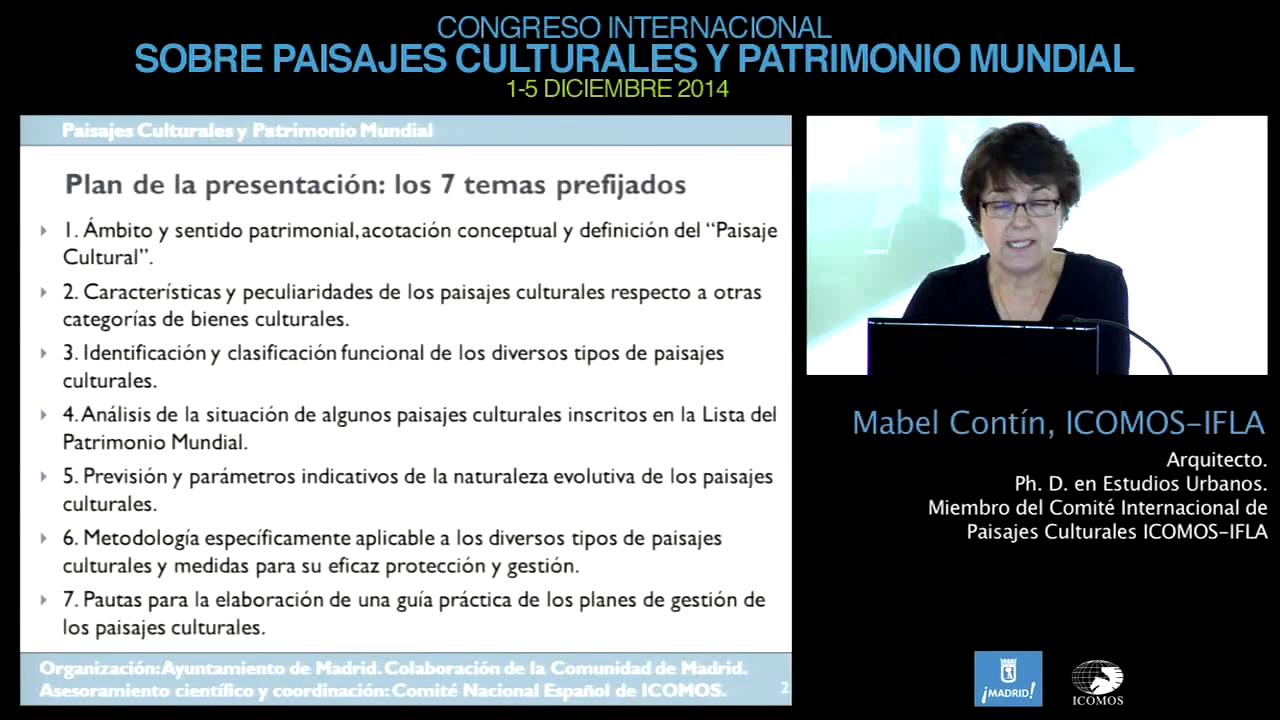 CONGRESO INTERNACIONAL
SOBRE PAISAJES CULTURALES Y PATRIMONIO MUNDIAL
1-5 DICIEMBRE 2014
Paisajes Culturales y Patrimonio Mundial
Plan de la presentación: los 7 temas prefijados
1. Ámbito y sentido patrimonial, acotación conceptual y definición del “Paisaje
Cultural”.
2. Características y peculiaridades de los paisajes culturales respecto a otras
categorías de bienes culturales.
3. Identificación y clasificación funcional de los diversos tipos de paisajes
culturales.
4. Análisis de la situación de algunos paisajes culturales inscritos en la Lista del
Patrimonio Mundial.
5. Previsión y parámetros indicativos de la naturaleza evolutiva de los paisajes
culturales.
6. Metodología específicamente aplicable a los diversos tipos de paisajes
culturales y medidas para su eficaz protección y gestión.
7. Pautas para la elaboración de una guía práctica de los planes de gestión de
los paisajes culturales.
Organización: Ayuntamiento de Madrid. Colaboración de la Comunidad de Madrid.
Asesoramiento científico y coordinación: Comité Nacional Español de ICOMOS.
2
Mabel Contín, ICOMOS-IFLA
Arquitecto.
Ph. D. en Estudios Urbanos.
Miembro del Comité Internacional de
Paisajes Culturales ICOMOS-IFLA
¡MADRID!
ICOMOS